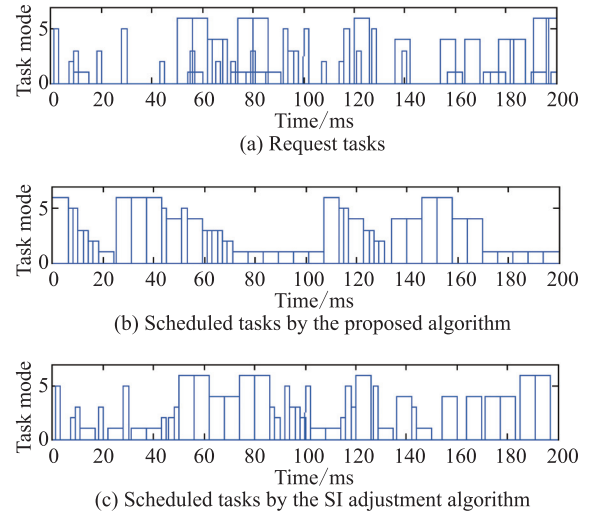 Task mode
5
0
0 20 40 60 80 100 120 140 160 180 200
Time/ms
(a) Request tasks
Task mode
5
0
0 20 40 60 80 100 120 140 160 180 200
Time/ms
(b) Scheduled tasks by the proposed algorithm
Task mode
5
0
0 20 40 60 80 100 120 140 160 180 200
Time/ms
(c) Scheduled tasks by the SI adjustment algorithm